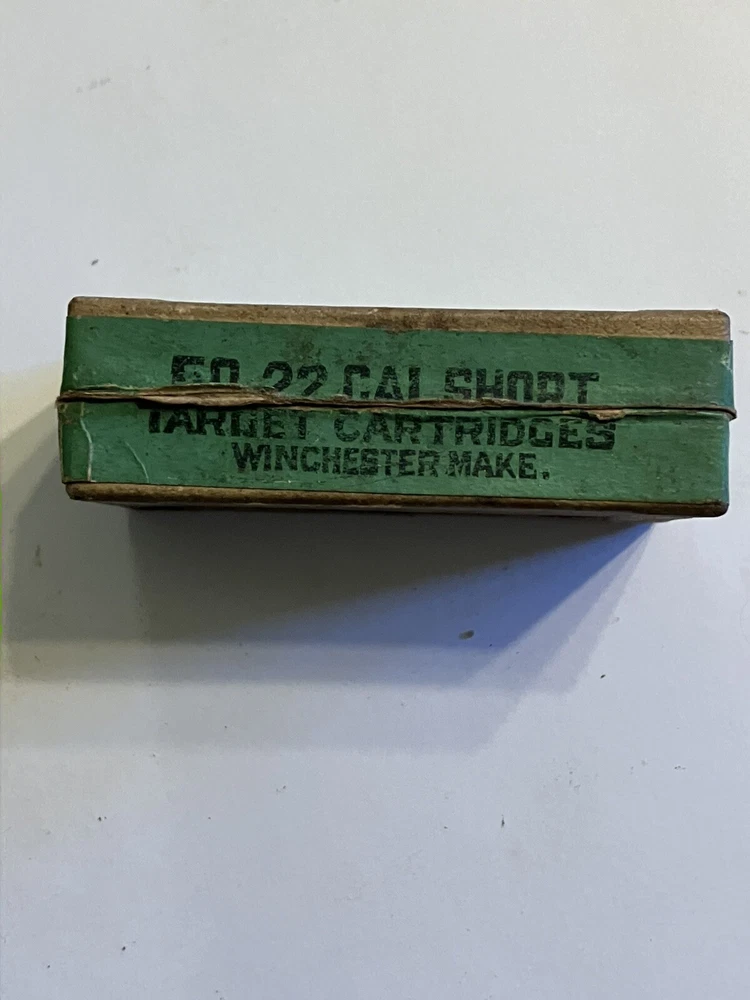 50 22 CAL SHORT
TARGET CARTRIDGES
WINCHESTER MAKE.